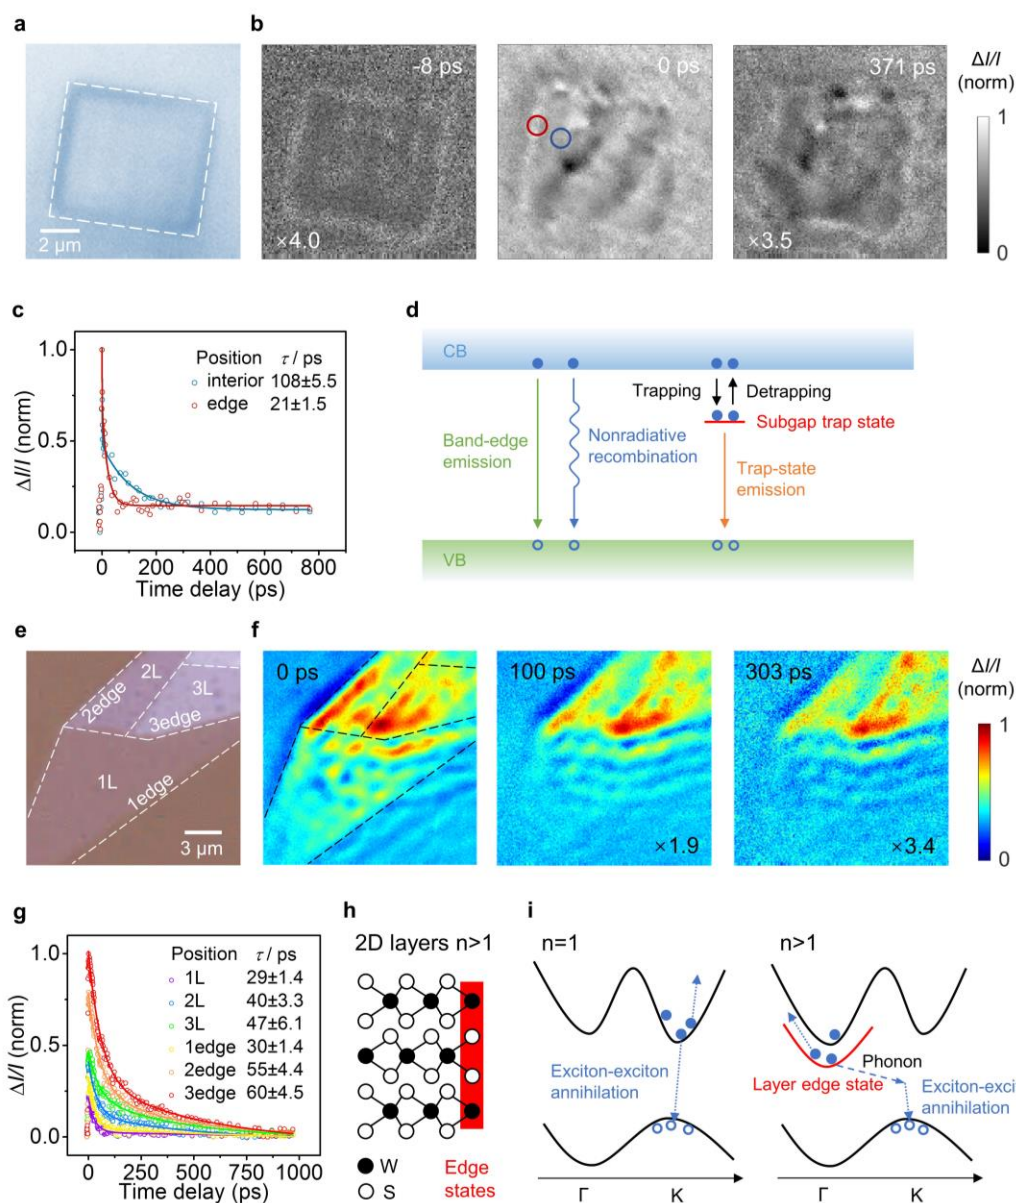 a
2 μm
b
-8 ps
×4.0
0 ps
371 ps
×3.5
ΔI/I
(norm)
1
0
c
ΔI/I (norm)
1.0
0.5
0.0
Position τ / ps
interior 108±5.5
edge 21±1.5
0 200 400 600 800
Time delay (ps)
d
CB
Trapping
Detrapping
Subgap trap state
Band-edge
emission
Nonradiative
recombination
Trap-state
emission
VB
e
2L
3L
2edge
3edge
1L
1edge
3 μm
f
0 ps
100 ps
×1.9
303 ps
×3.4
ΔI/I
(norm)
1
0
g
ΔI/I (norm)
1.0
0.5
0.0
Position τ / ps
1L 29±1.4
2L 40±3.3
3L 47±6.1
1edge 30±1.4
2edge 55±4.4
3edge 60±4.5
0 250 500 750 1000
Time delay (ps)
h
2D layers n>1
W
S
Edge
states
i
n=1
n>1
Exciton-exciton
annihilation
Phonon
Layer edge state
Exciton-exci
annihilation
Γ K
Γ K